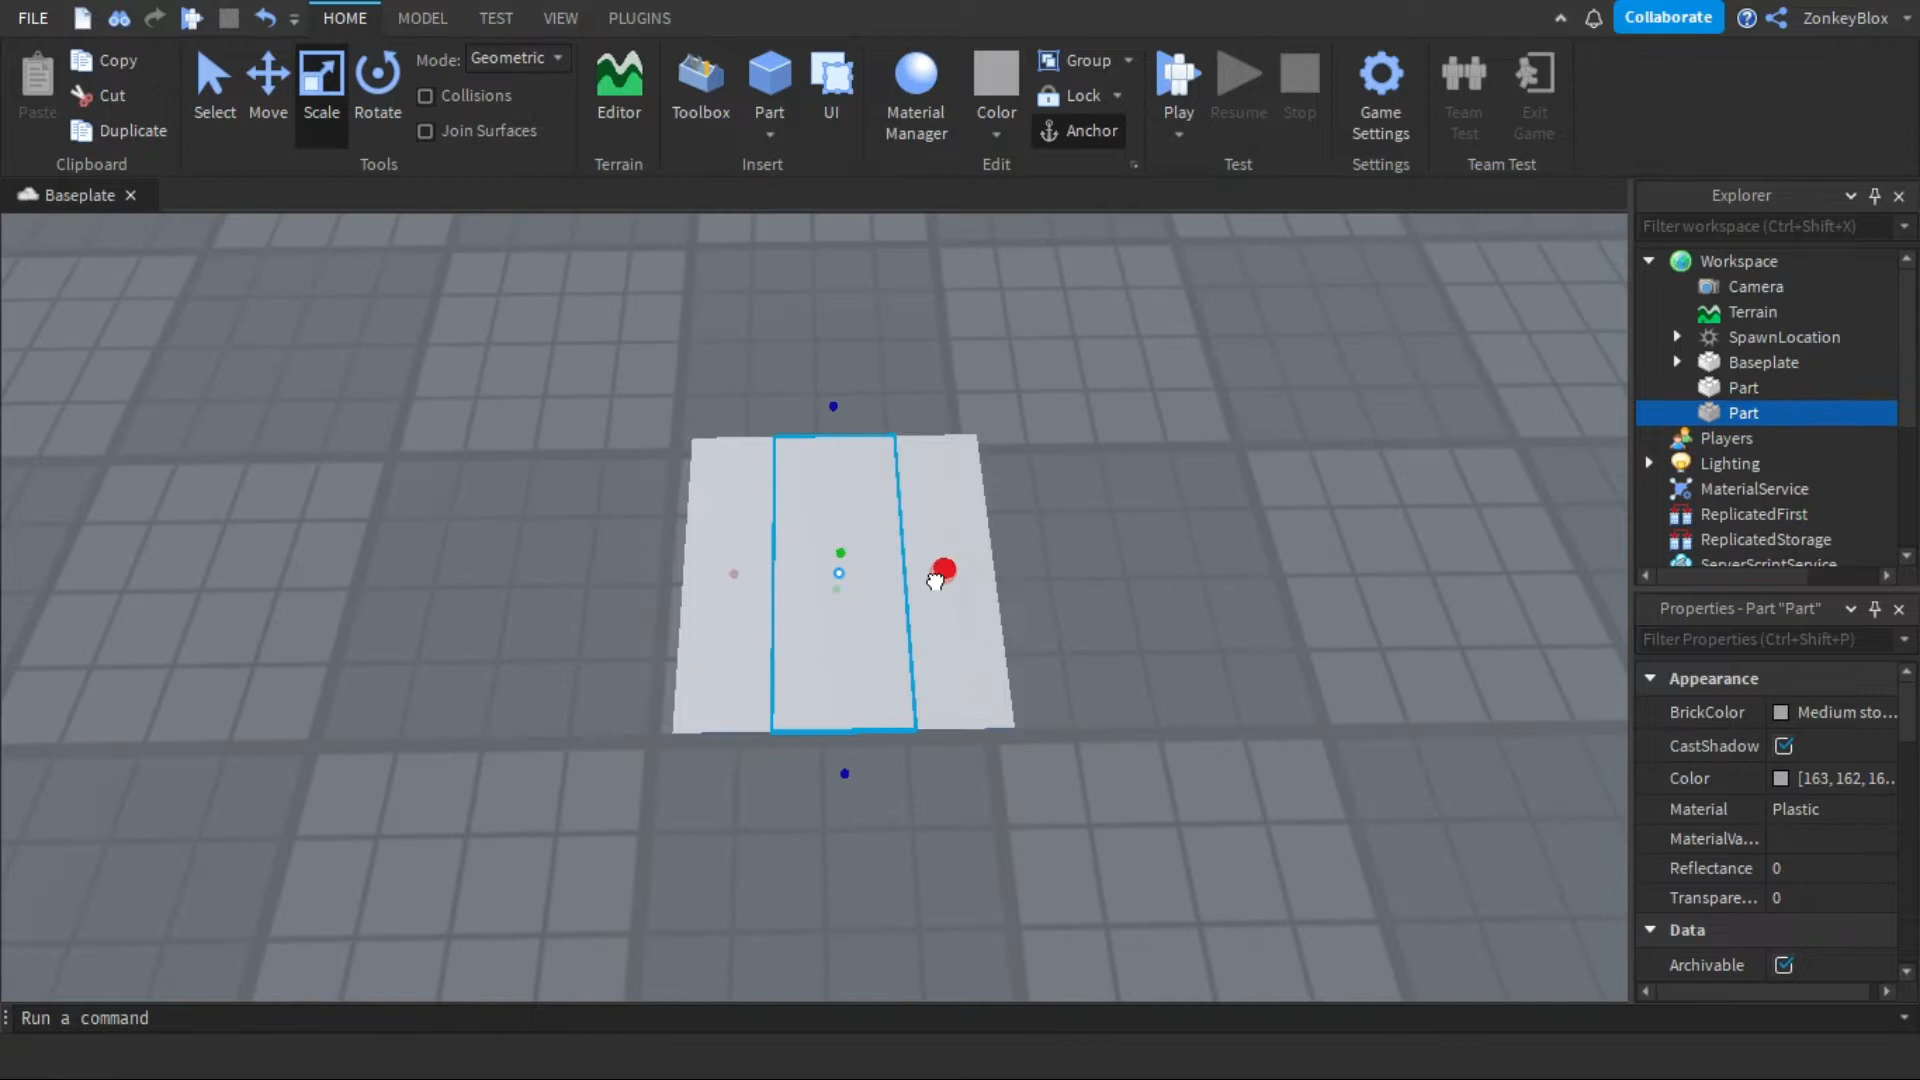 FILE HOME MODEL TEST VIEW PLUGINS Collaborate ZonkeyBlox
Paste Copy Cut Duplicate Clipboard
Select Move Scale Rotate Mode: Geometric Collisions Join Surfaces Tools
Editor Terrain
Toolbox Part UI Insert
Material Manager Color Group Lock Anchor Edit
Play Resume Stop Test
Game Settings Settings
Team Test Exit Game Team Test
Baseplate
Explorer
Filter workspace (Ctrl+Shift+X)
Workspace
Camera
Terrain
SpawnLocation
Baseplate
Part
Part
Players
Lighting
MaterialService
ReplicatedFirst
ReplicatedStorage
ServerScriptService
Properties - Part "Part"
Filter Properties (Ctrl+Shift+P)
Appearance
BrickColor Medium sto...
CastShadow
Color [163, 162, 16..
Material Plastic
MaterialVa...
Reflectance 0
Transpare... 0
Data
Archivable
Run a command